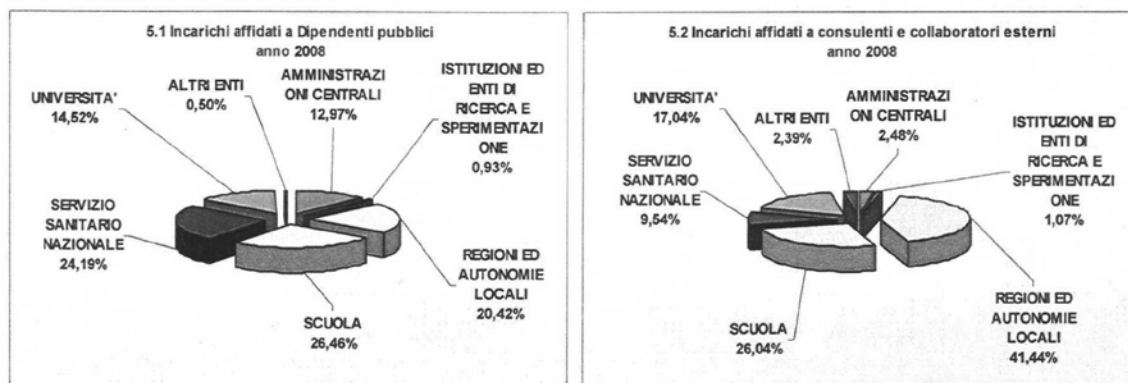 5.1 Incarichi affidati a Dipendenti pubblici
anno 2008
UNIVERSITA'
14,52%
ALTRI ENTI
0,50%
AMMINISTRAZI
ONI CENTRALI
12,97%
ISTITUZIONI ED
ENTI DI
RICERCA E
SPERIMENTAZI
ONE
0,93%
SERVIZIO
SANITARIO
NAZIONALE
24,19%
SCUOLA
26,46%
REGIONI ED
AUTONOMIE
LOCALI
20,42%
5.2 Incarichi affidati a consulenti e collaboratori esterni
anno 2008
UNIVERSITA'
17,04%
ALTRI ENTI
2,39%
AMMINISTRAZI
ONI CENTRALI
2,48%
ISTITUZIONI ED
ENTI DI
RICERCA E
SPERIMENTAZI
ONE
1,07%
SERVIZIO
SANITARIO
NAZIONALE
9,54%
SCUOLA
26,04%
REGIONI ED
AUTONOMIE
LOCALI
41,44%